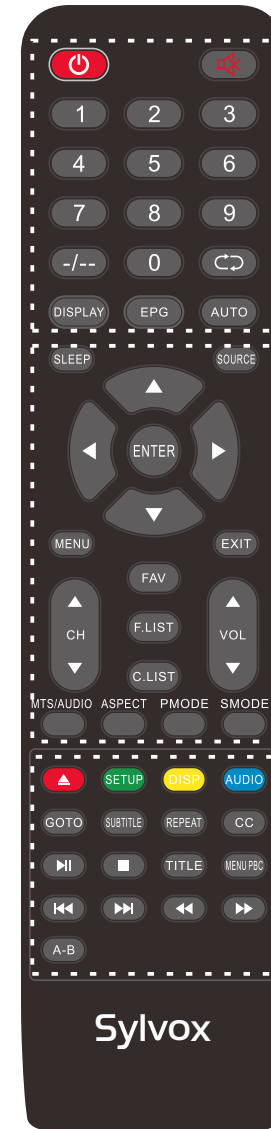 1 2 3
4 5 6
7 8 9
-/-- 0
DISPLAY EPG AUTO
SLEEP SOURCE
ENTER
MENU EXIT
FAV
CH F.LIST VOL
C.LIST
MTS/AUDIO ASPECT PMODE SMODE
SETUP DISP AUDIO
GOTO SUBTITLE REPEAT CC
TITLE MENU PBC
A-B
Sylvox